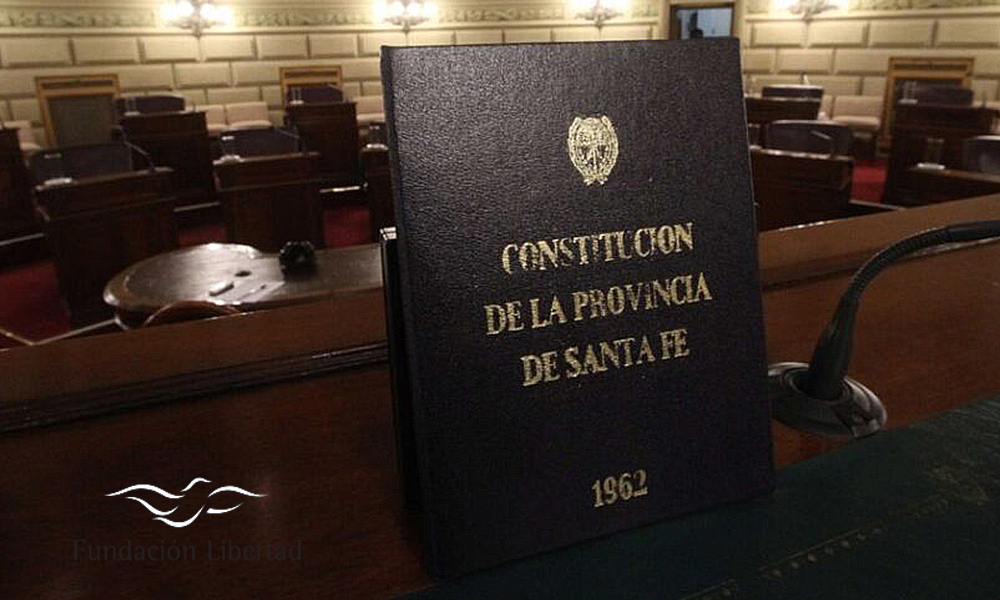 CONSTITUCION
DE LA PROVINCIA
DE SANTA FE
1962
Fundación Libertad